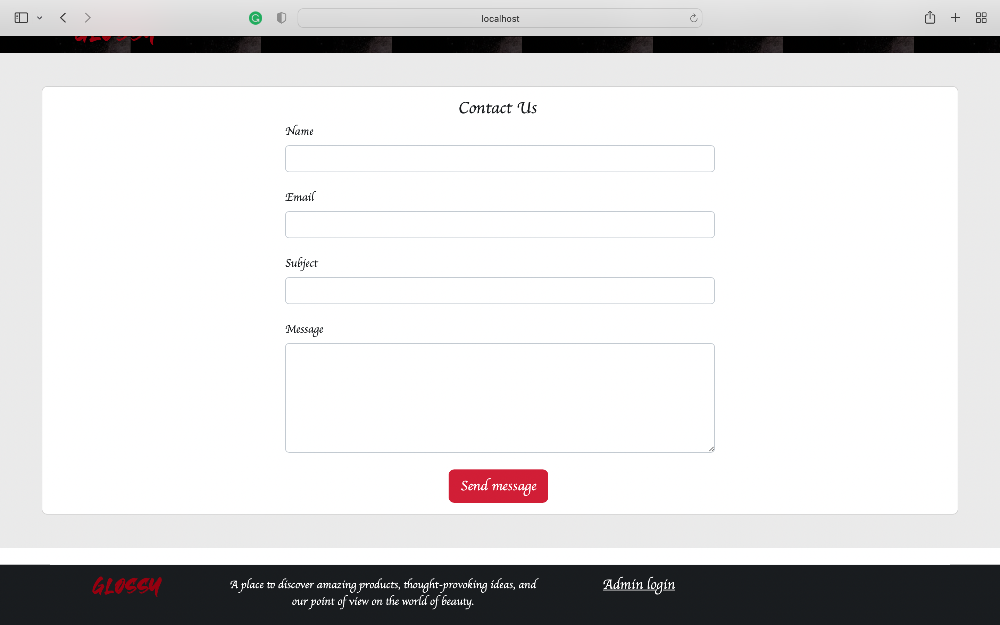 localhost
GLOSSY
Contact Us
Name
Email
Subject
Message
Send message
GLOSSY
A place to discover amazing products, thought-provoking ideas, and
our point of view on the world of beauty.
Admin login